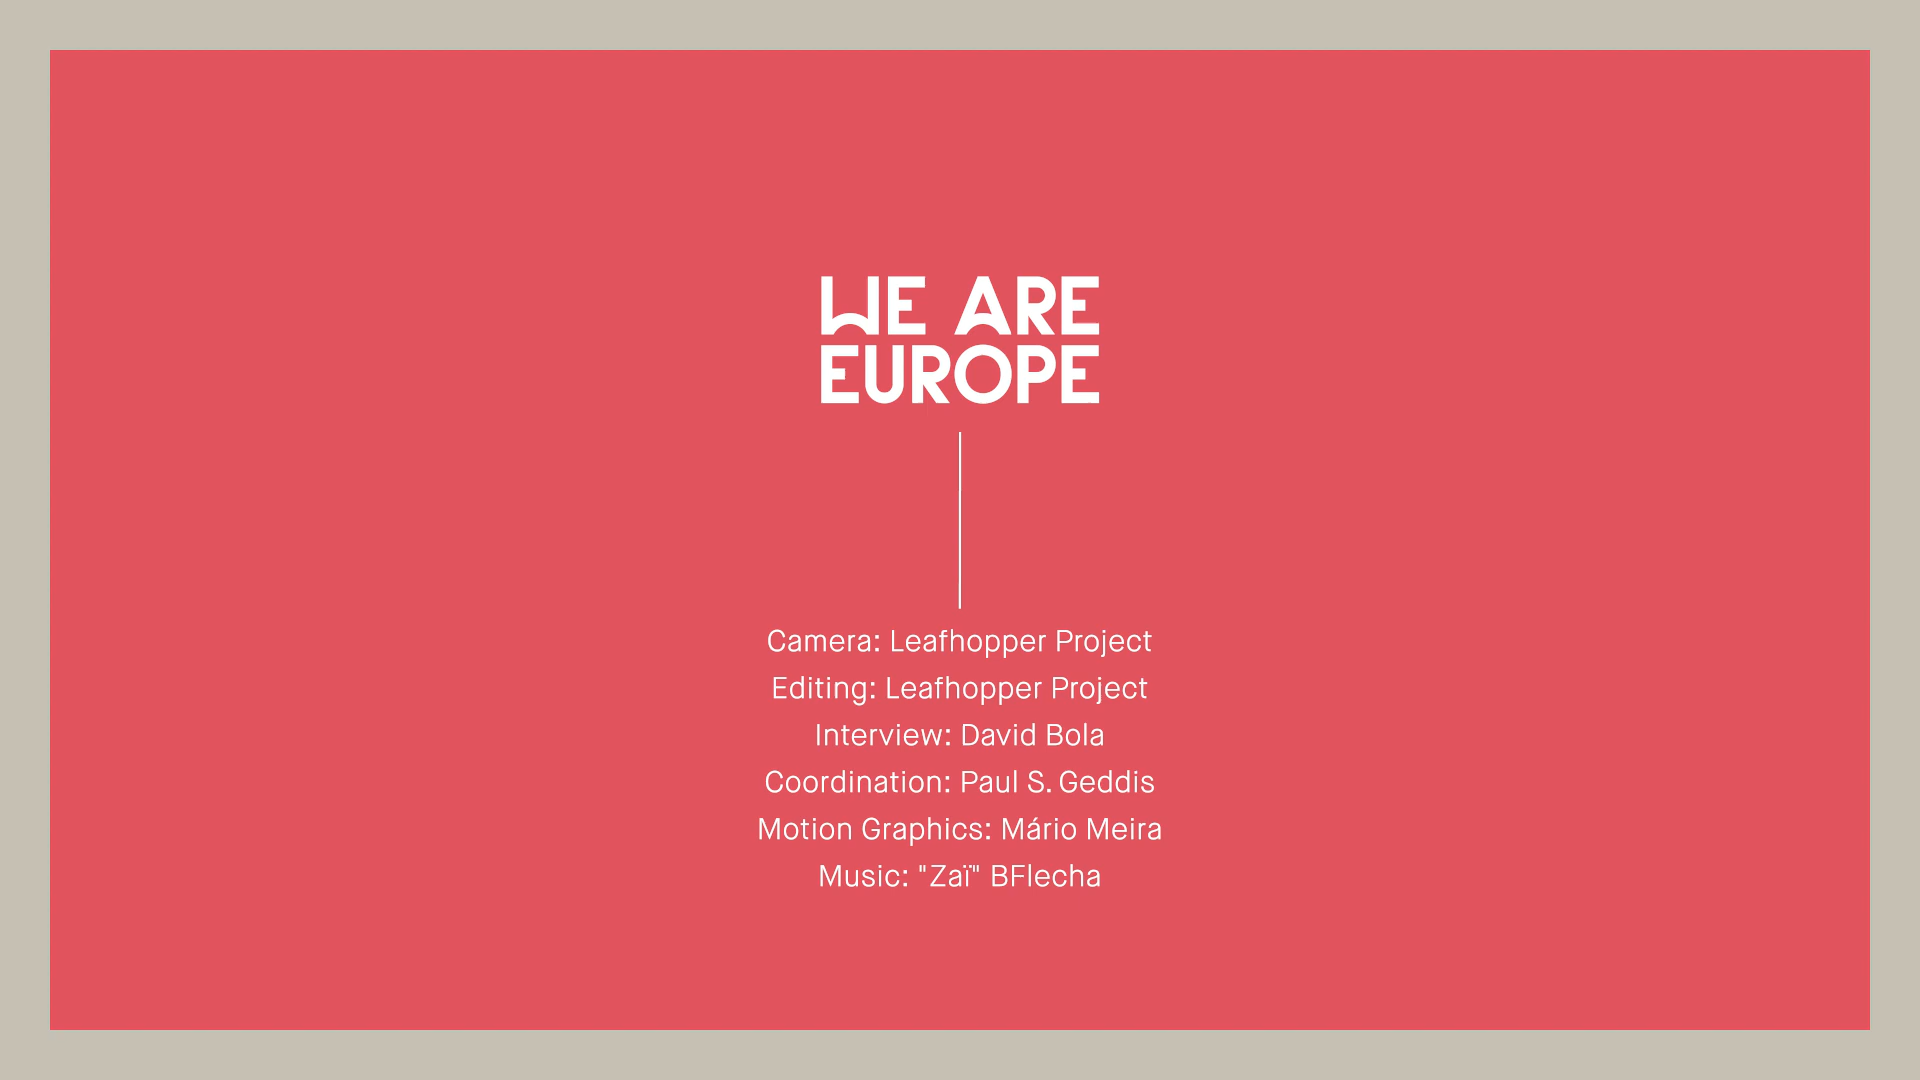 WE ARE
EUROPE
Camera: Leafhopper Project
Editing: Leafhopper Project
Interview: David Bola
Coordination: Paul S. Geddis
Motion Graphics: Mário Meira
Music: "Zaï" BFlecha